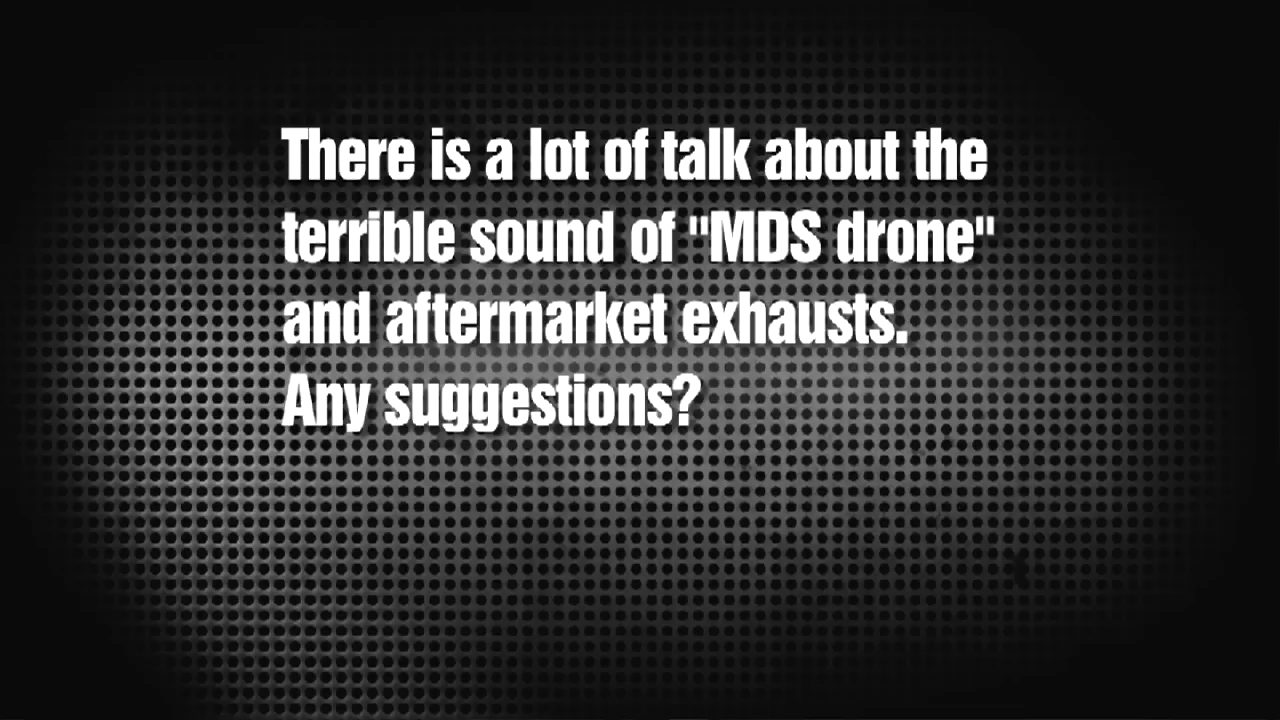 There is a lot of talk about the
terrible sound of "MDS drone"
and aftermarket exhausts.
Any suggestions?